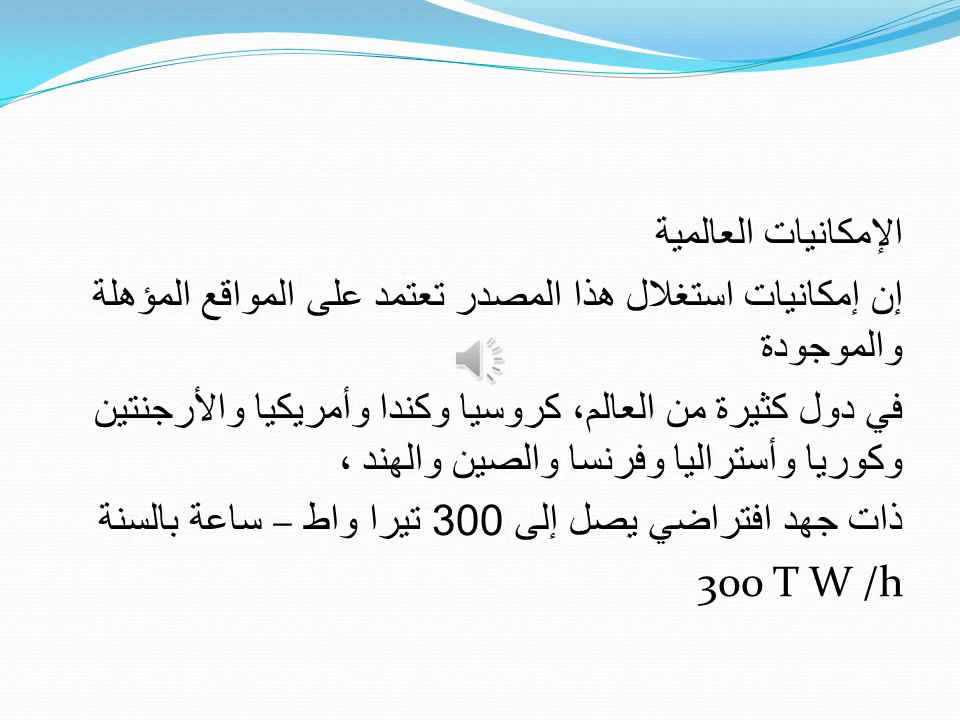 الإمكانيات العالمية
إن إمكانيات استغلال هذا المصدر تعتمد على المواقع المؤهلة
والموجودة
في دول كثيرة من العالم، كروسيا وكندا وأمريكيا والأرجنتين
وكوريا وأستراليا وفرنسا والصين والهند ،
ذات جهد افتراضي يصل إلى 300 تيرا واط – ساعة بالسنة
300 T W /h